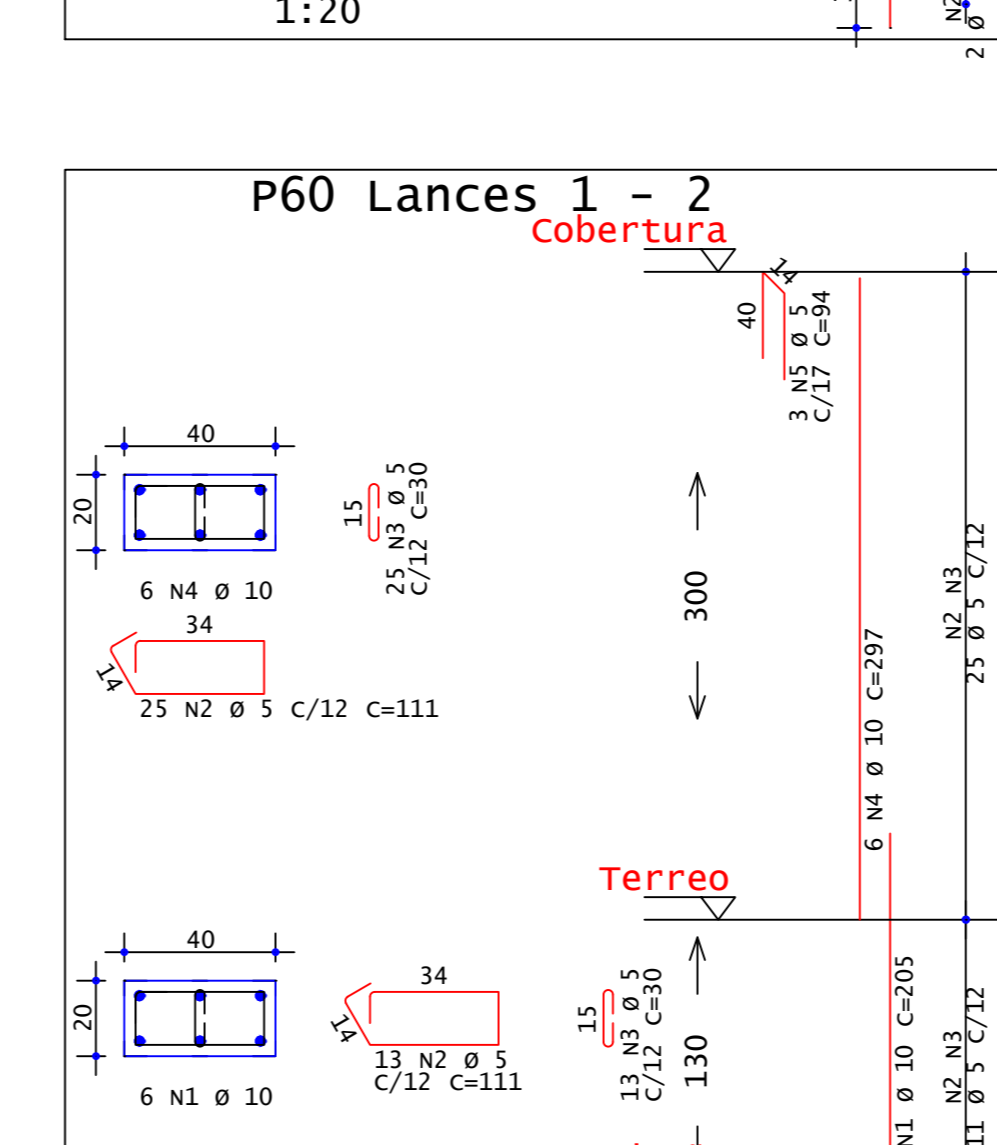 1:20
2 Ø
P60 Lances 1 - 2
Cobertura
14
40
3 N5 Ø 5
C/17 C=94
40
20
6 N4 Ø 10
15
25 N3 Ø 5
C/12 C=30
34
14
25 N2 Ø 5 C/12 C=111
300
6 N4 Ø 10 C=297
N2 N3
25 Ø 5 C/12
Terreo
40
20
6 N1 Ø 10
34
14
13 N2 Ø 5
C/12 C=111
15
13 N3 Ø 5
C/12 C=30
130
N1 Ø 10 C=205
N2 N3
11 Ø 5 C/12